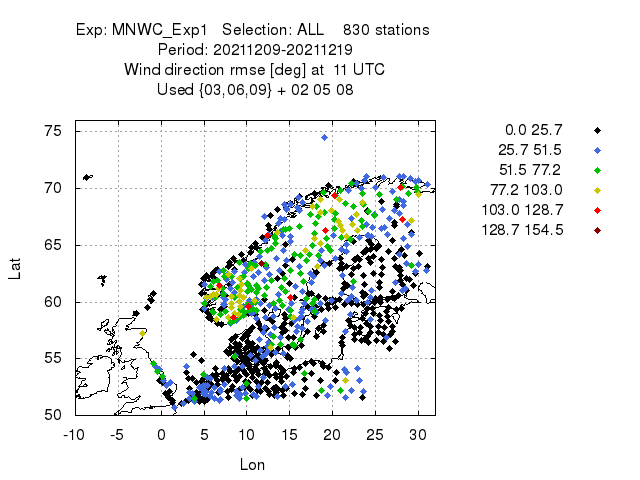 Exp: MNWC_Exp1 Selection: ALL 830 stations
Period: 20211209-20211219
Wind direction rmse [deg] at 11 UTC
Used {03,06,09} + 02 05 08
75
70
65
60
55
50
Lat
-10 -5 0 5 10 15 20 25 30
Lon
0.0 25.7
25.7 51.5
51.5 77.2
77.2 103.0
103.0 128.7
128.7 154.5